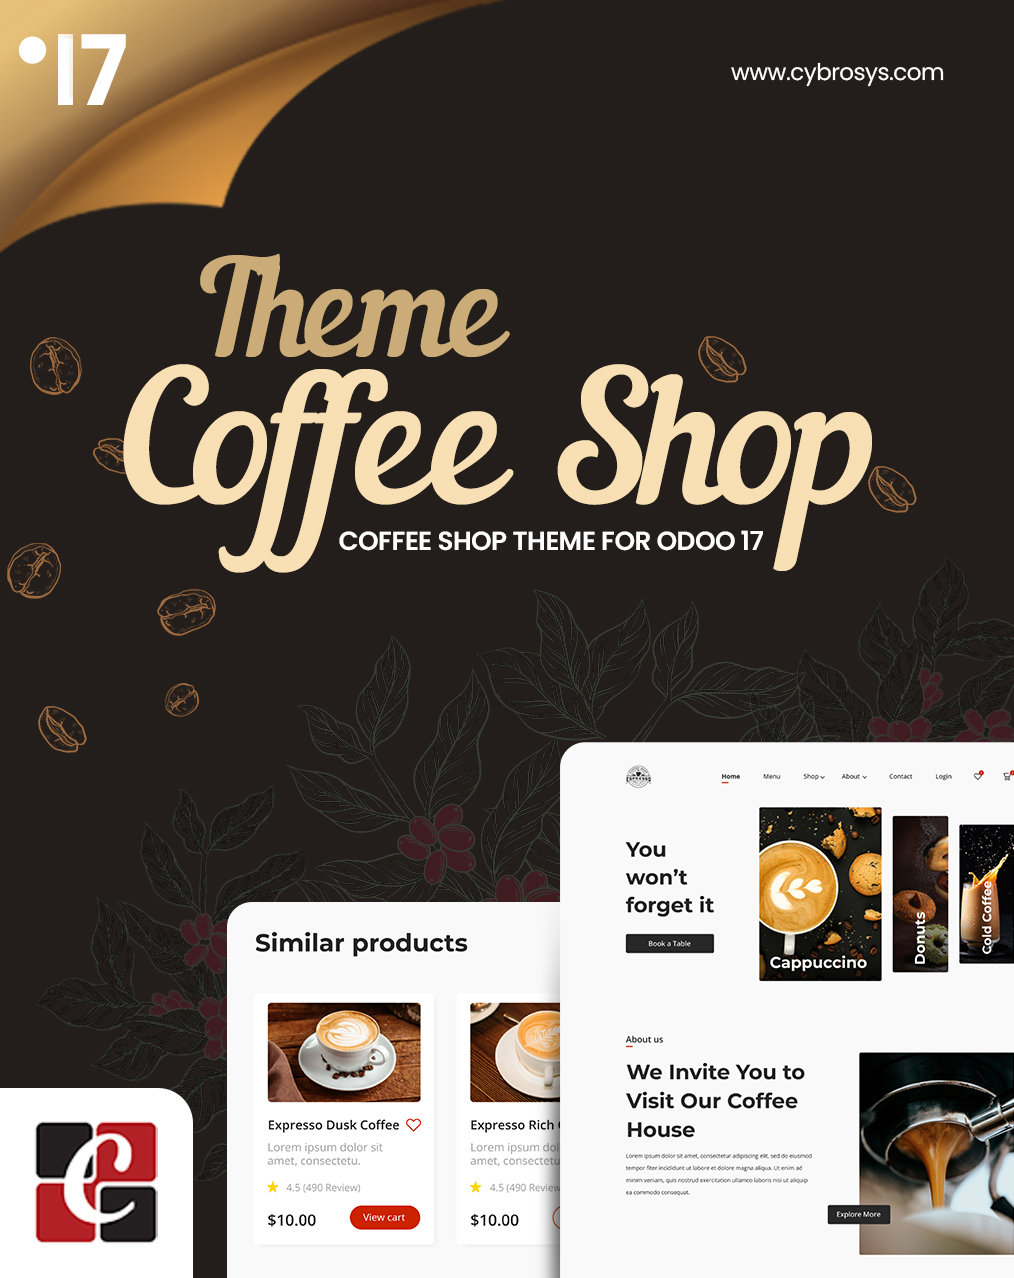 17
www.cybrosys.com
Theme
Coffee Shop
COFFEE SHOP THEME FOR ODOO 17
Home Menu Shop About Contact Login
You
won't
forget it
Book a Table
Cappuccino
Donuts
Cold Coffee
Similar products
Expresso Dusk Coffee
Lorem ipsum dolor sit
amet, consectetu.
4.5 (490 Review)
$10.00
View cart
Expresso Rich
Lorem ipsum dolor
amet, consectetu
4.5 (490 Review
$10.00
About us
We Invite You to
Visit Our Coffee
House
Lorem ipsum dolor sit amet, consectetur adipiscing elit, sed do eiusmod
tempor fiter incididunt ut labore et dolore magna aliqua. Ut enim ad
minim veniam, quis nostrud exercitation ullamco laboris nisi ut aliquip
ea commodo consequat.
Explore More
C